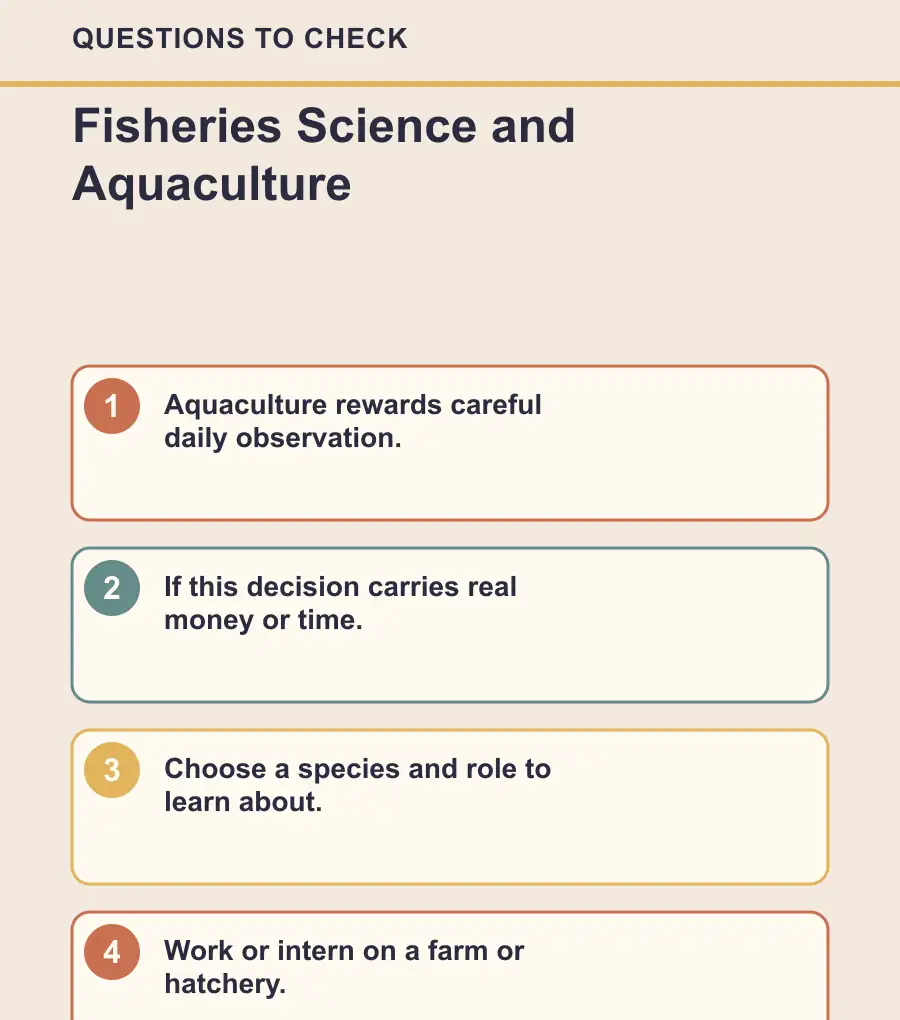 QUESTIONS TO CHECK
Fisheries Science and
Aquaculture
1
Aquaculture rewards careful
daily observation.
2
If this decision carries real
money or time.
3
Choose a species and role to
learn about.
4
Work or intern on a farm or
hatchery.